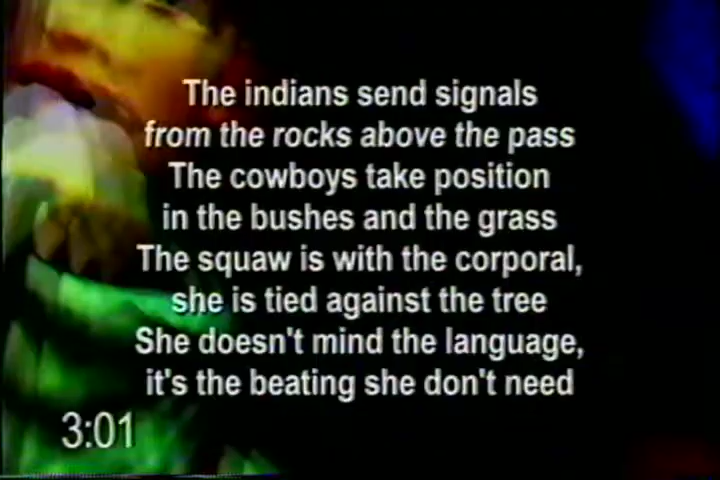 The indians send signals
from the rocks above the pass
The cowboys take position
in the bushes and the grass
The squaw is with the corporal,
she is tied against the tree
She doesn't mind the language,
it's the beating she don't need
3:01